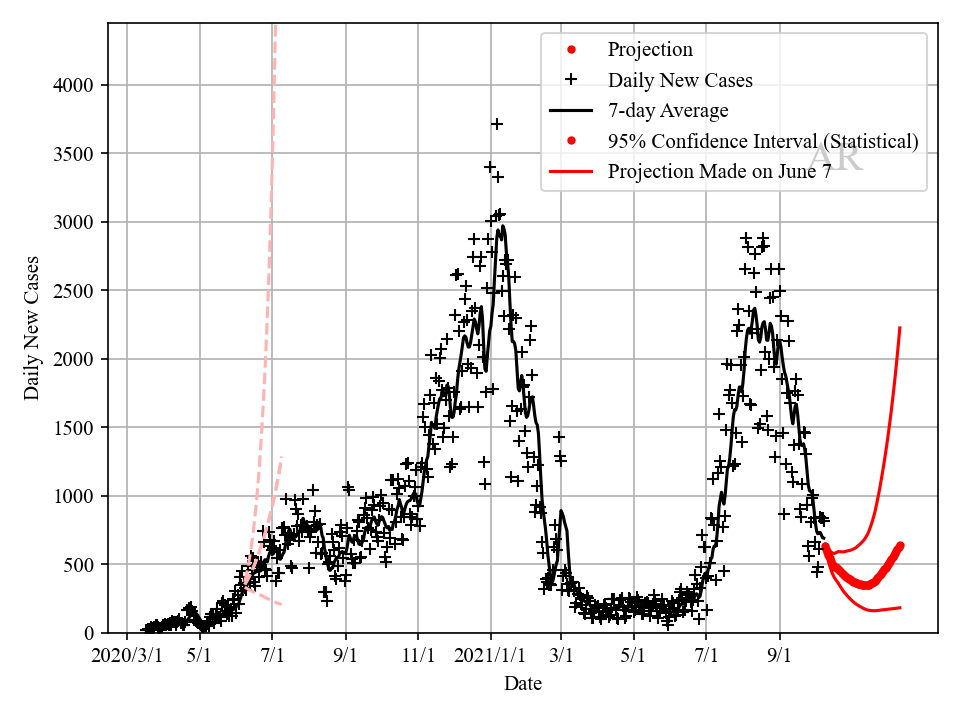 Projection
Daily New Cases
7-day Average
95% Confidence Interval (Statistical)
AR
Projection Made on June 7
4000
3500
3000
2500
2000
1500
1000
500
0
Daily New Cases
2020/3/1 5/1 7/1 9/1 11/1 2021/1/1 3/1 5/1 7/1 9/1
Date